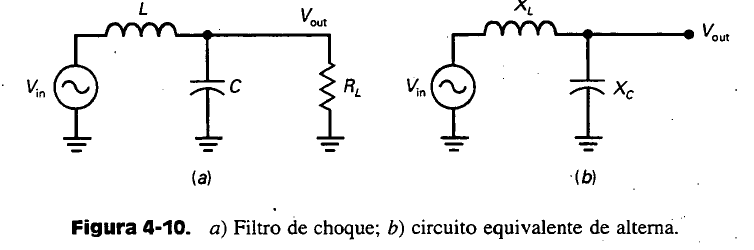 L
V_out
X_L
V_out
V_in
C
R_L
V_in
X_C
(a)
(b)
Figura 4-10. a) Filtro de choque; b) circuito equivalente de alterna.